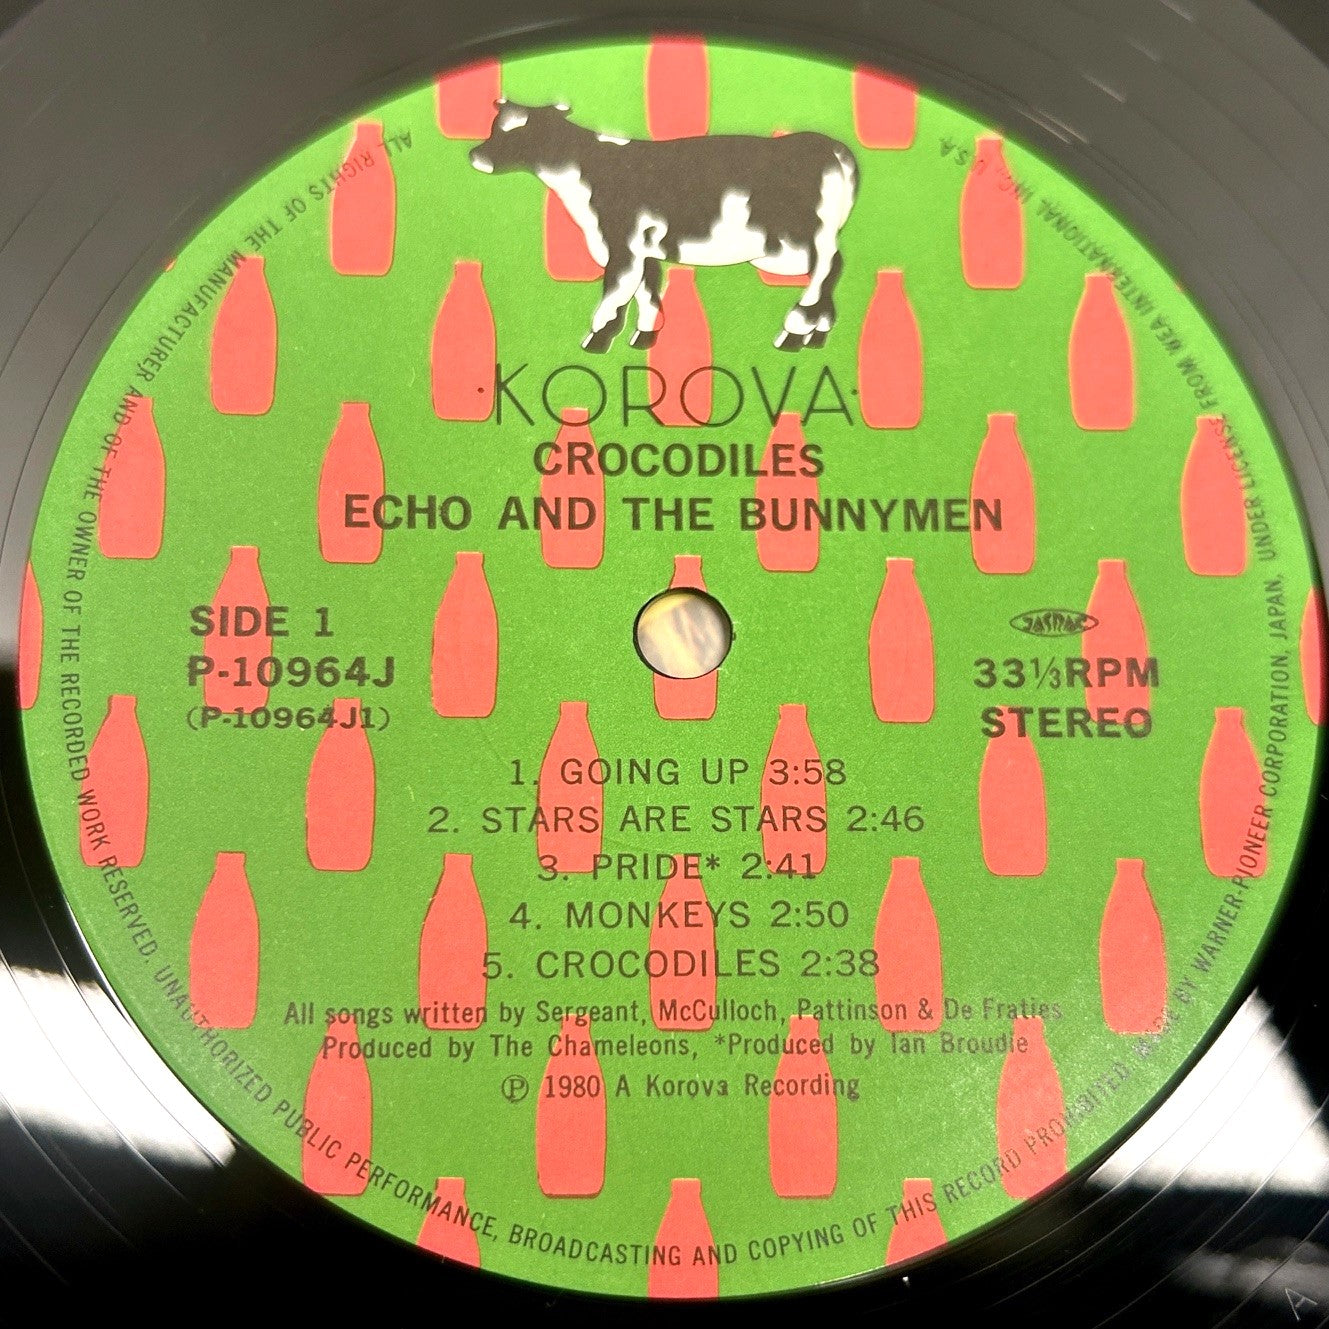 ·KOROVA·
CROCODILES
ECHO AND THE BUNNYMEN
SIDE 1
P-10964J
(P-10964J1)
JASRAC
33⅓RPM
STEREO
1. GOING UP 3:58
2. STARS ARE STARS 2:46
3. PRIDE* 2:41
4. MONKEYS 2:50
5. CROCODILES 2:38
All songs written by Sergeant, McCulloch, Pattinson & De Fraties
Produced by The Chameleons, *Produced by Ian Broudie
℗ 1980 A Korova Recording
ALL RIGHTS OF THE MANUFACTURER AND OF THE OWNER OF THE RECORDED WORK RESERVED. UNAUTHORIZED PUBLIC PERFORMANCE, BROADCASTING AND COPYING OF THIS RECORD PROHIBITED. MADE BY WARNER-PIONEER CORPORATION, JAPAN, UNDER LICENSE FROM WEA INTERNATIONAL INC., U.S.A
A